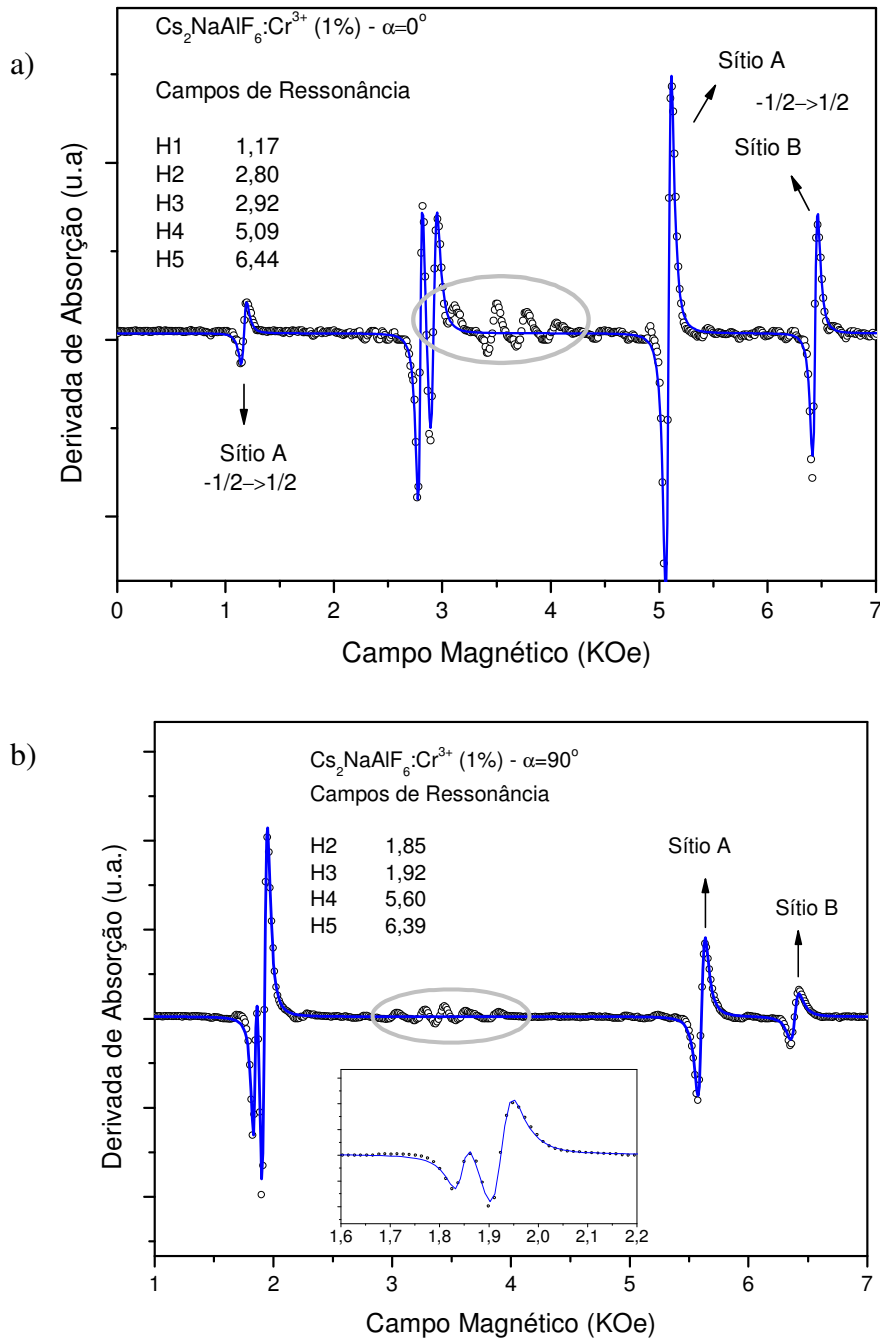 a)
Cs2NaAlF6:Cr3+ (1%) - α=0o
Campos de Ressonância
H1 1,17
H2 2,80
H3 2,92
H4 5,09
H5 6,44
Sítio A
-1/2–>1/2
Sítio B
Sítio A
-1/2–>1/2
Derivada de Absorção (u.a)
0 1 2 3 4 5 6 7
Campo Magnético (KOe)
b)
Cs2NaAlF6:Cr3+ (1%) - α=90o
Campos de Ressonância
H2 1,85
H3 1,92
H4 5,60
H5 6,39
Sítio A
Sítio B
Derivada de Absorção (u.a.)
1,6 1,7 1,8 1,9 2,0 2,1 2,2
1 2 3 4 5 6 7
Campo Magnético (KOe)